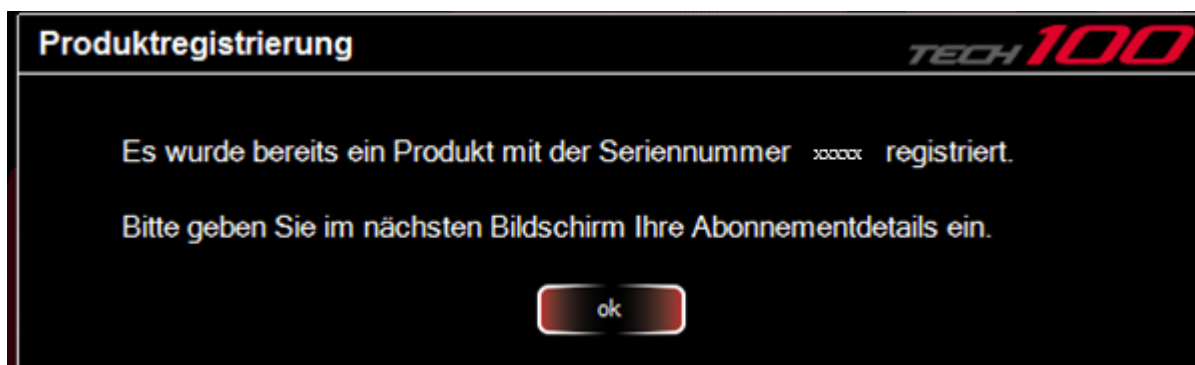 Produktregistrierung
TECH 100
Es wurde bereits ein Produkt mit der Seriennummer xxxxx registriert.
Bitte geben Sie im nächsten Bildschirm Ihre Abonnementdetails ein.
ok